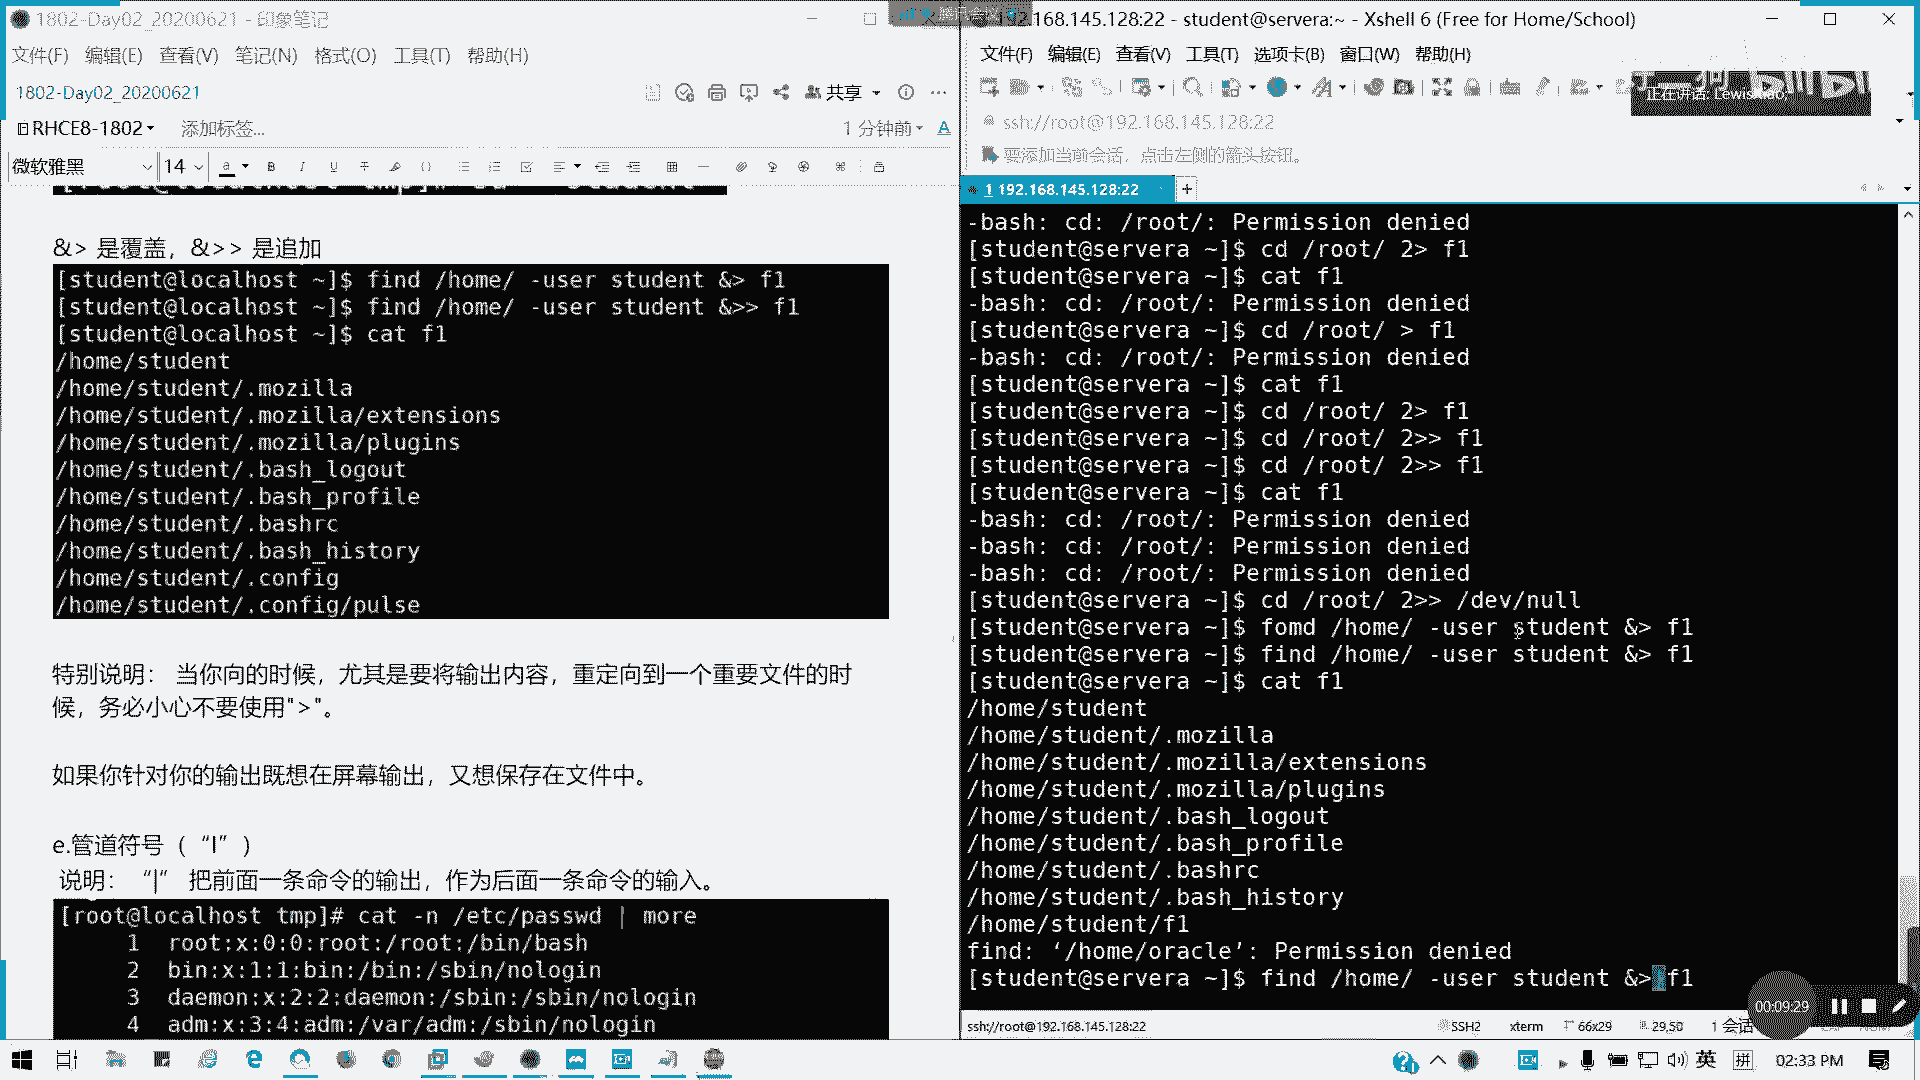 1802-Day02_20200621 - 印象笔记
文件(F) 编辑(E) 查看(V) 笔记(N) 格式(O) 工具(T) 帮助(H)
1802-Day02_20200621
共享
RHCE8-1802
添加标签...
1 分钟前
微软雅黑 14
&> 是覆盖，&>> 是追加
[student@localhost ~]$ find /home/ -user student &> f1
[student@localhost ~]$ find /home/ -user student &>> f1
[student@localhost ~]$ cat f1
/home/student
/home/student/.mozilla
/home/student/.mozilla/extensions
/home/student/.mozilla/plugins
/home/student/.bash_logout
/home/student/.bash_profile
/home/student/.bashrc
/home/student/.bash_history
/home/student/.config
/home/student/.config/pulse
特别说明： 当你向的时候，尤其是要将输出内容，重定向到一个重要文件的时
候，务必小心不要使用">"。
如果你针对你的输出既想在屏幕输出，又想保存在文件中。
e.管道符号（“|”）
说明：“|” 把前面一条命令的输出，作为后面一条命令的输入。
[root@localhost tmp]# cat -n /etc/passwd | more
1 root:x:0:0:root:/root:/bin/bash
2 bin:x:1:1:bin:/bin:/sbin/nologin
3 daemon:x:2:2:daemon:/sbin:/sbin/nologin
4 adm:x:3:4:adm:/var/adm:/sbin/nologin
腾讯会议
192.168.145.128:22 - student@servera:~ - Xshell 6 (Free for Home/School)
文件(F) 编辑(E) 查看(V) 工具(T) 选项卡(B) 窗口(W) 帮助(H)
正在讲话: LewisXiao;
ssh://root@192.168.145.128:22
要添加当前会话，点击左侧的箭头按钮。
1 192.168.145.128:22
-bash: cd: /root/: Permission denied
[student@servera ~]$ cd /root/ 2> f1
[student@servera ~]$ cat f1
-bash: cd: /root/: Permission denied
[student@servera ~]$ cd /root/ > f1
-bash: cd: /root/: Permission denied
[student@servera ~]$ cat f1
[student@servera ~]$ cd /root/ 2> f1
[student@servera ~]$ cd /root/ 2>> f1
[student@servera ~]$ cd /root/ 2>> f1
[student@servera ~]$ cat f1
-bash: cd: /root/: Permission denied
-bash: cd: /root/: Permission denied
-bash: cd: /root/: Permission denied
[student@servera ~]$ cd /root/ 2>> /dev/null
[student@servera ~]$ fomd /home/ -user student &> f1
[student@servera ~]$ find /home/ -user student &> f1
[student@servera ~]$ cat f1
/home/student
/home/student/.mozilla
/home/student/.mozilla/extensions
/home/student/.mozilla/plugins
/home/student/.bash_logout
/home/student/.bash_profile
/home/student/.bashrc
/home/student/.bash_history
/home/student/f1
find: ‘/home/oracle’: Permission denied
[student@servera ~]$ find /home/ -user student &> f1
00:09:29
ssh://root@192.168.145.128:22 SSH2 xterm 66x29 29,50 1 会话
英 拼 02:33 PM